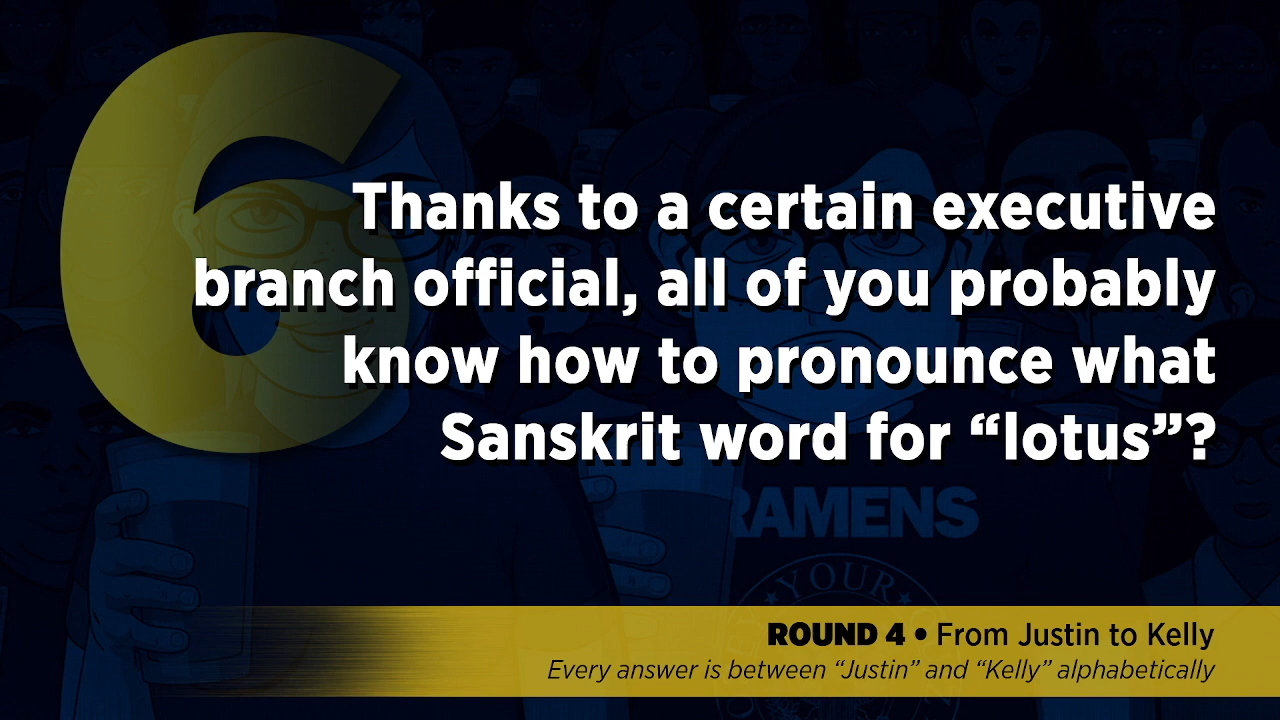 6
Thanks to a certain executive
branch official, all of you probably
know how to pronounce what
Sanskrit word for “lotus”?
RAMENS
YOUR
ROUND 4 • From Justin to Kelly
Every answer is between “Justin” and “Kelly” alphabetically